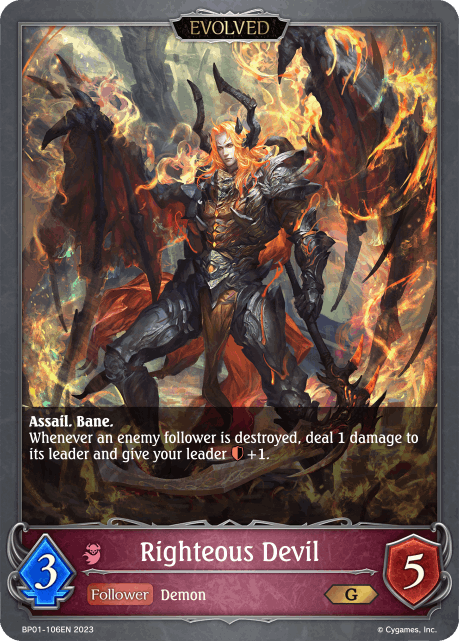 EVOLVED
Assail. Bane.
Whenever an enemy follower is destroyed, deal 1 damage to
its leader and give your leader +1.
Righteous Devil
3
Follower Demon
G
5
BP01-106EN 2023
© Cygames, Inc.